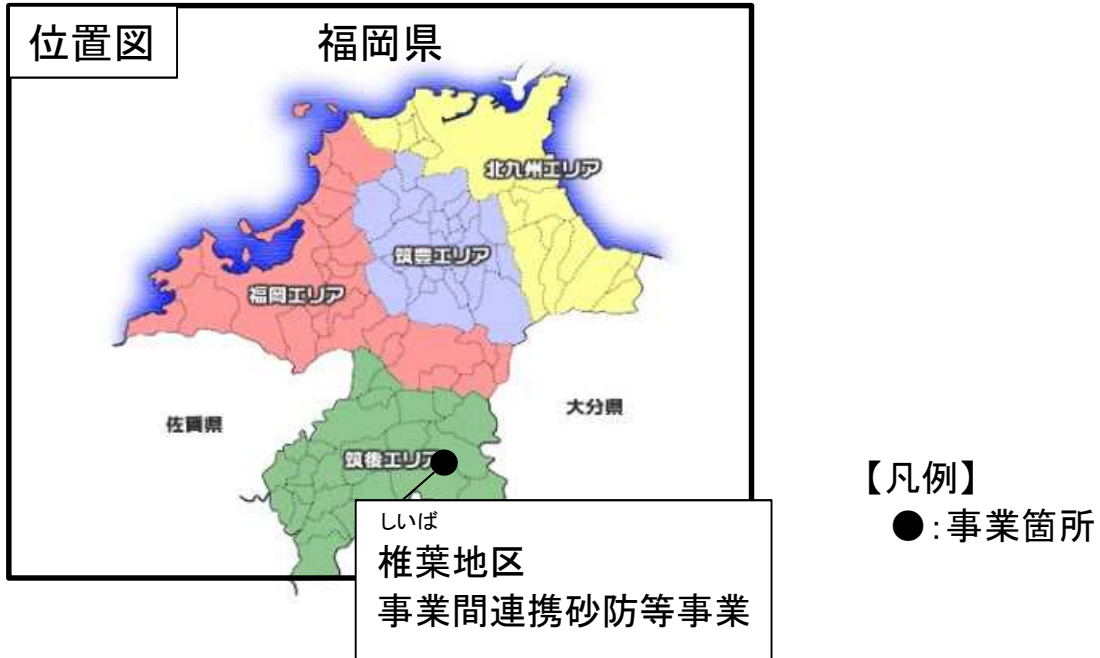 位置図
福岡県
北九州エリア
筑豊エリア
福岡エリア
佐賀県
大分県
筑後エリア
しいば
椎葉地区
事業間連携砂防等事業
【凡例】
●:事業箇所